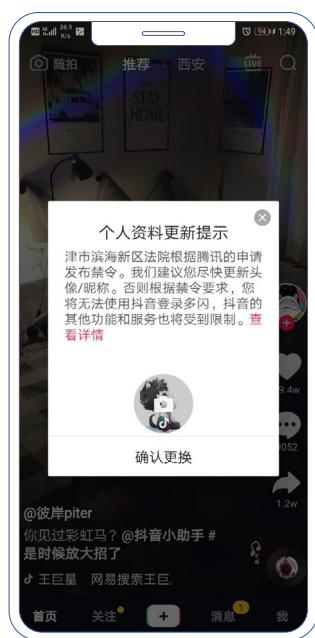 HD 36.9 K/s 94 1:49
随拍 推荐 西安 LIVE
STAY
HOME
个人资料更新提示
津市滨海新区法院根据腾讯的申请
发布禁令。我们建议您尽快更新头
像/昵称。否则根据禁令要求，您
将无法使用抖音登录多闪，抖音的
其他功能和服务也将受到限制。查
看详情
9.4w
9052
确认更换
1.2w
@彼岸piter
你见过彩虹马？@抖音小助手 #
是时候放大招了
王巨星 网易搜索王巨
首页 关注 消息 1 我